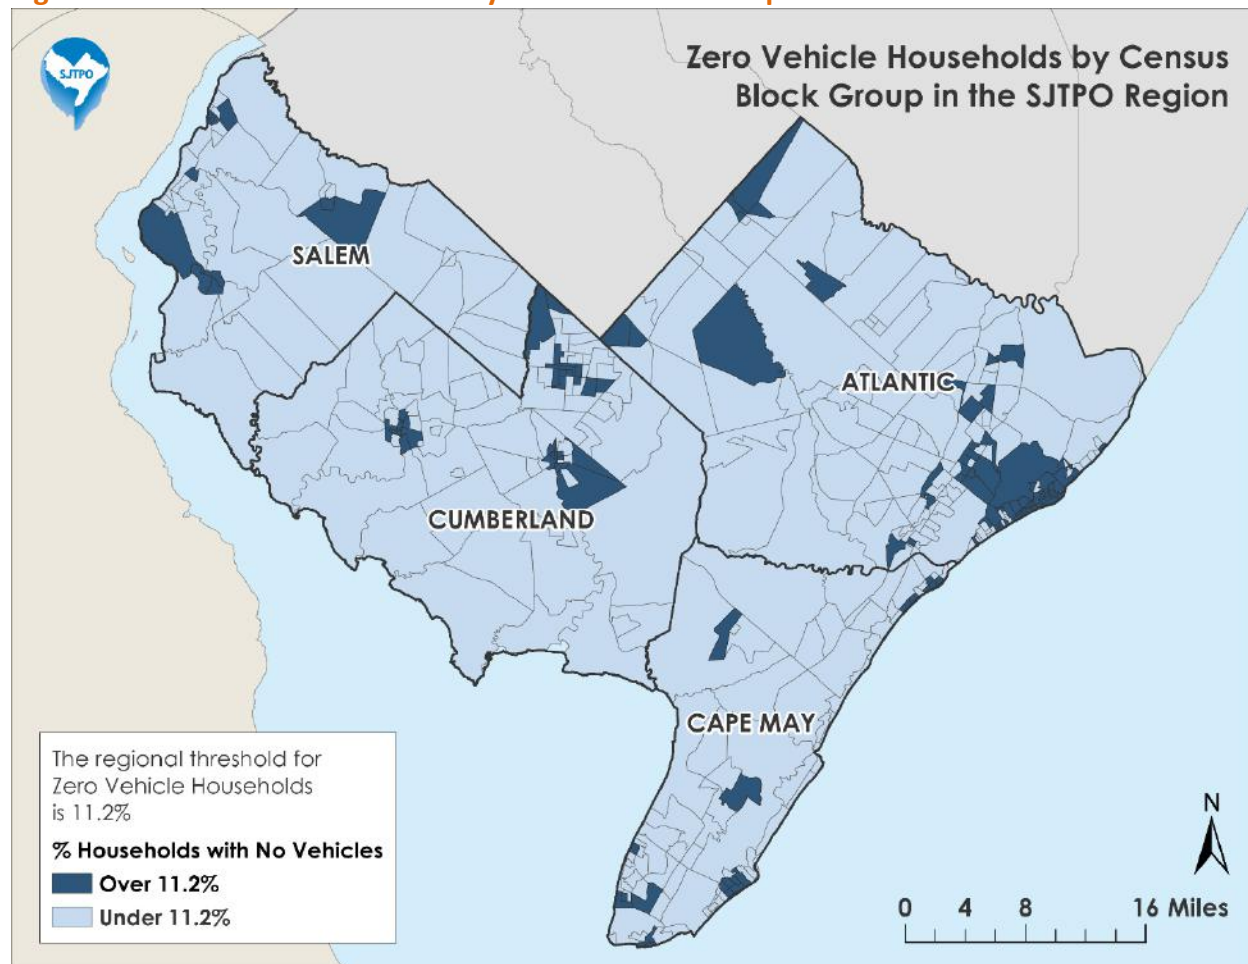 SJTPO
Zero Vehicle Households by Census
Block Group in the SJTPO Region
SALEM
ATLANTIC
CUMBERLAND
CAPE MAY
The regional threshold for
Zero Vehicle Households
is 11.2%
% Households with No Vehicles
Over 11.2%
Under 11.2%
N
0 4 8 16 Miles